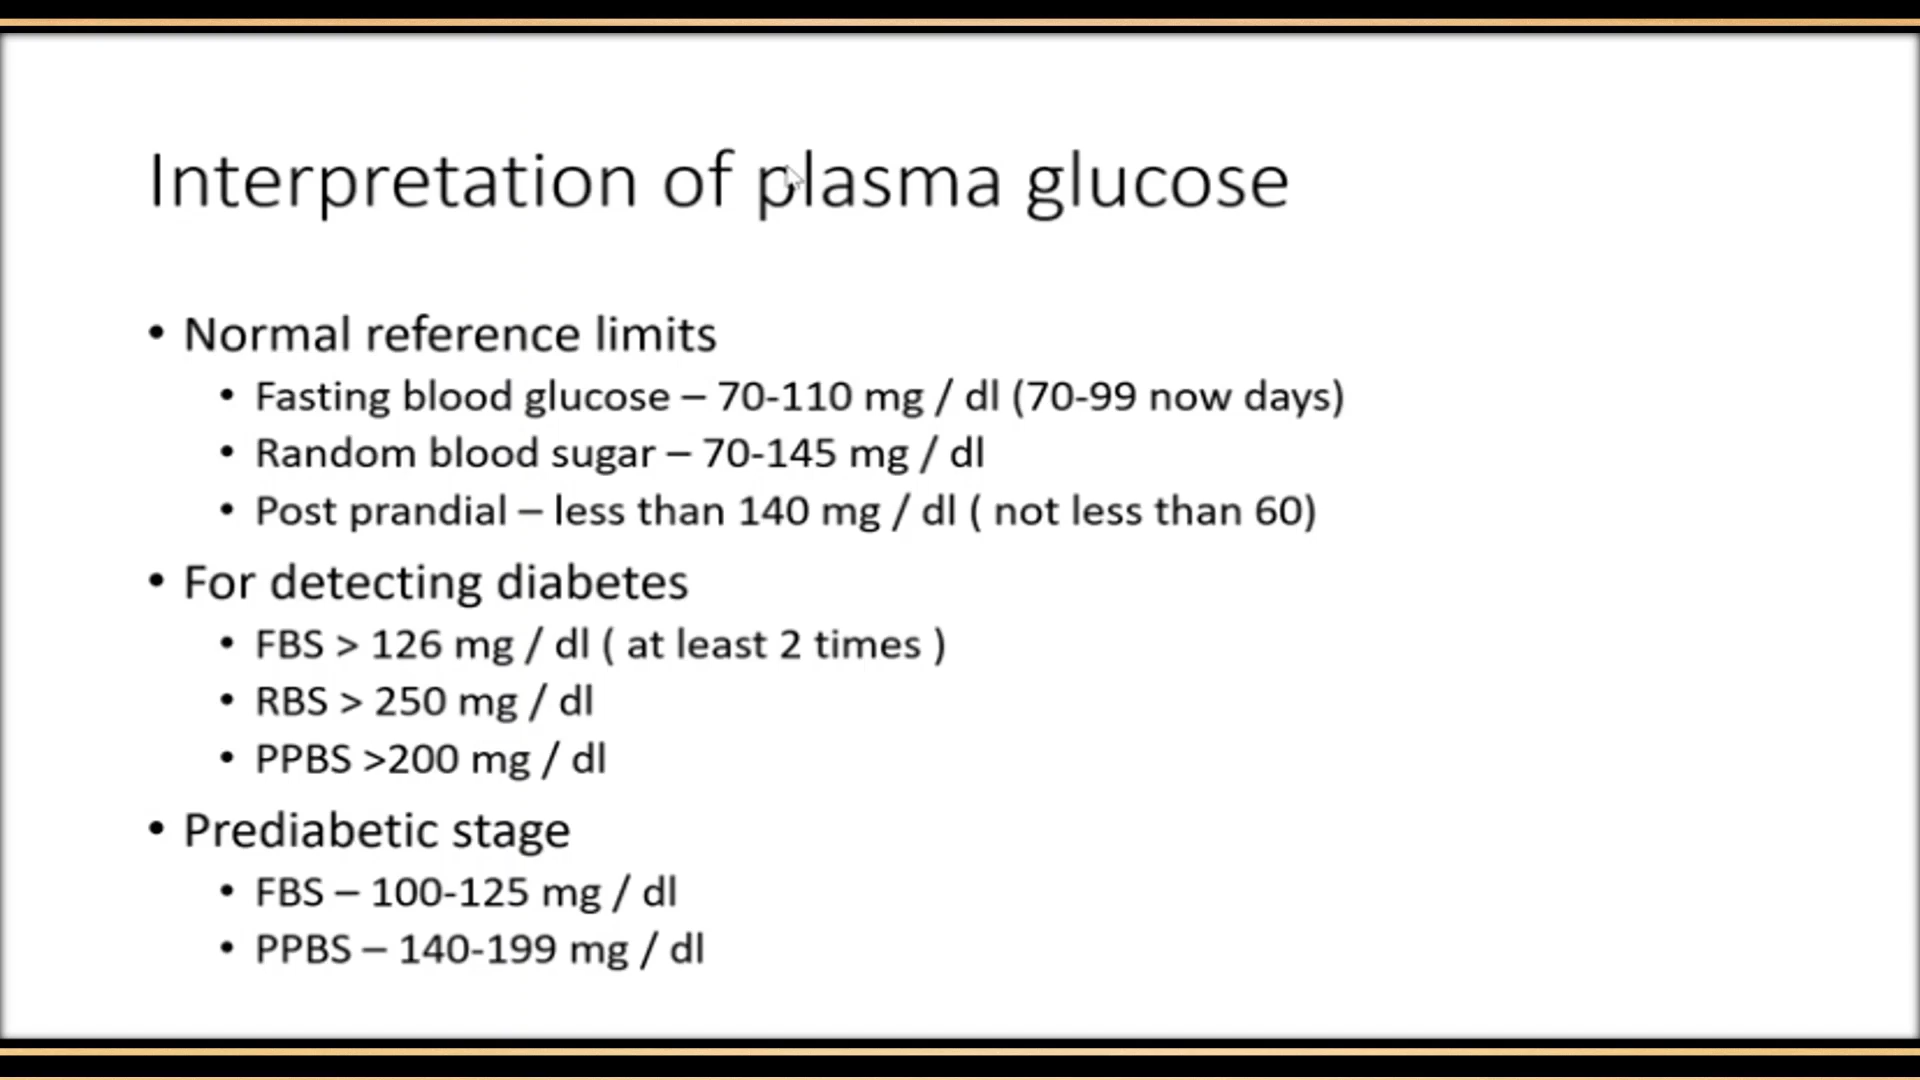 Interpretation of plasma glucose
• Normal reference limits
• Fasting blood glucose – 70-110 mg / dl (70-99 now days)
• Random blood sugar – 70-145 mg / dl
• Post prandial – less than 140 mg / dl ( not less than 60)
• For detecting diabetes
• FBS > 126 mg / dl ( at least 2 times )
• RBS > 250 mg / dl
• PPBS >200 mg / dl
• Prediabetic stage
• FBS – 100-125 mg / dl
• PPBS – 140-199 mg / dl